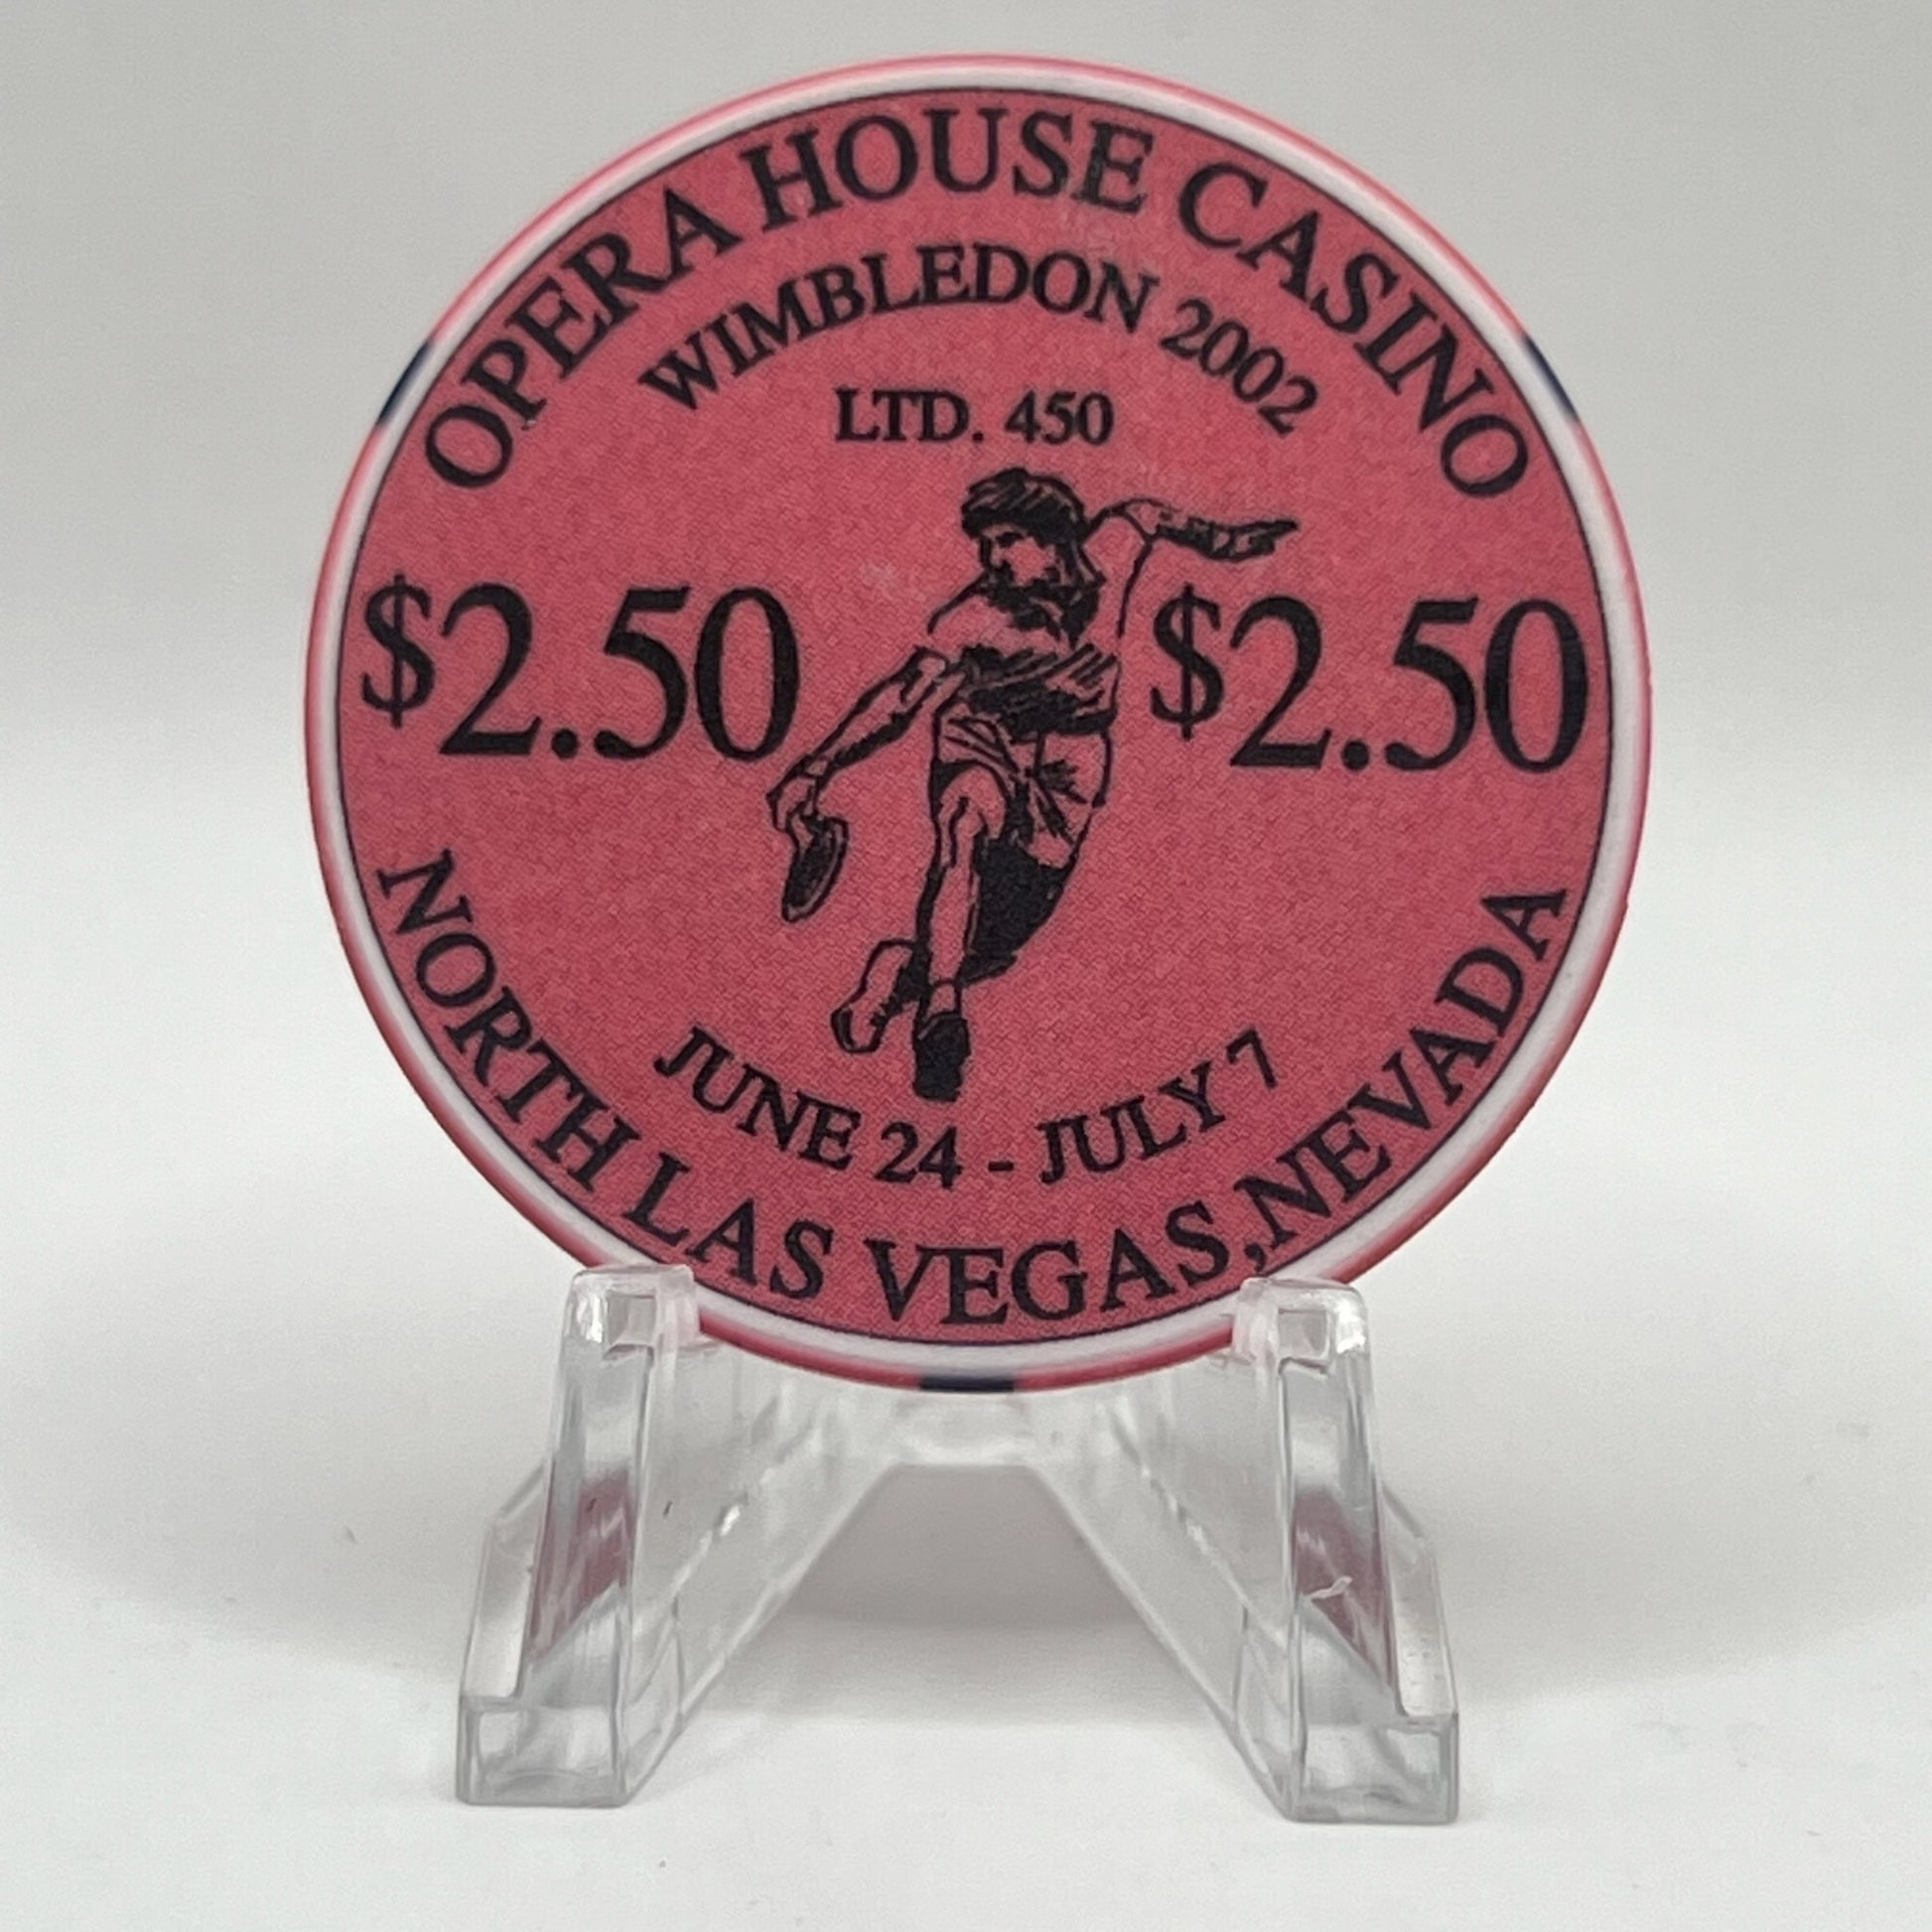 OPERA HOUSE CASINO
WIMBLEDON 2002
LTD. 450
$2.50 $2.50
JUNE 24 - JULY 7
NORTH LAS VEGAS, NEVADA